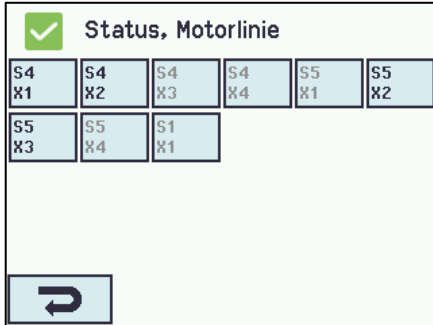 Status, Motorlinie
S4 S4 S4 S4 S5 S5
X1 X2 X3 X4 X1 X2
S5 S5 S1
X3 X4 X1